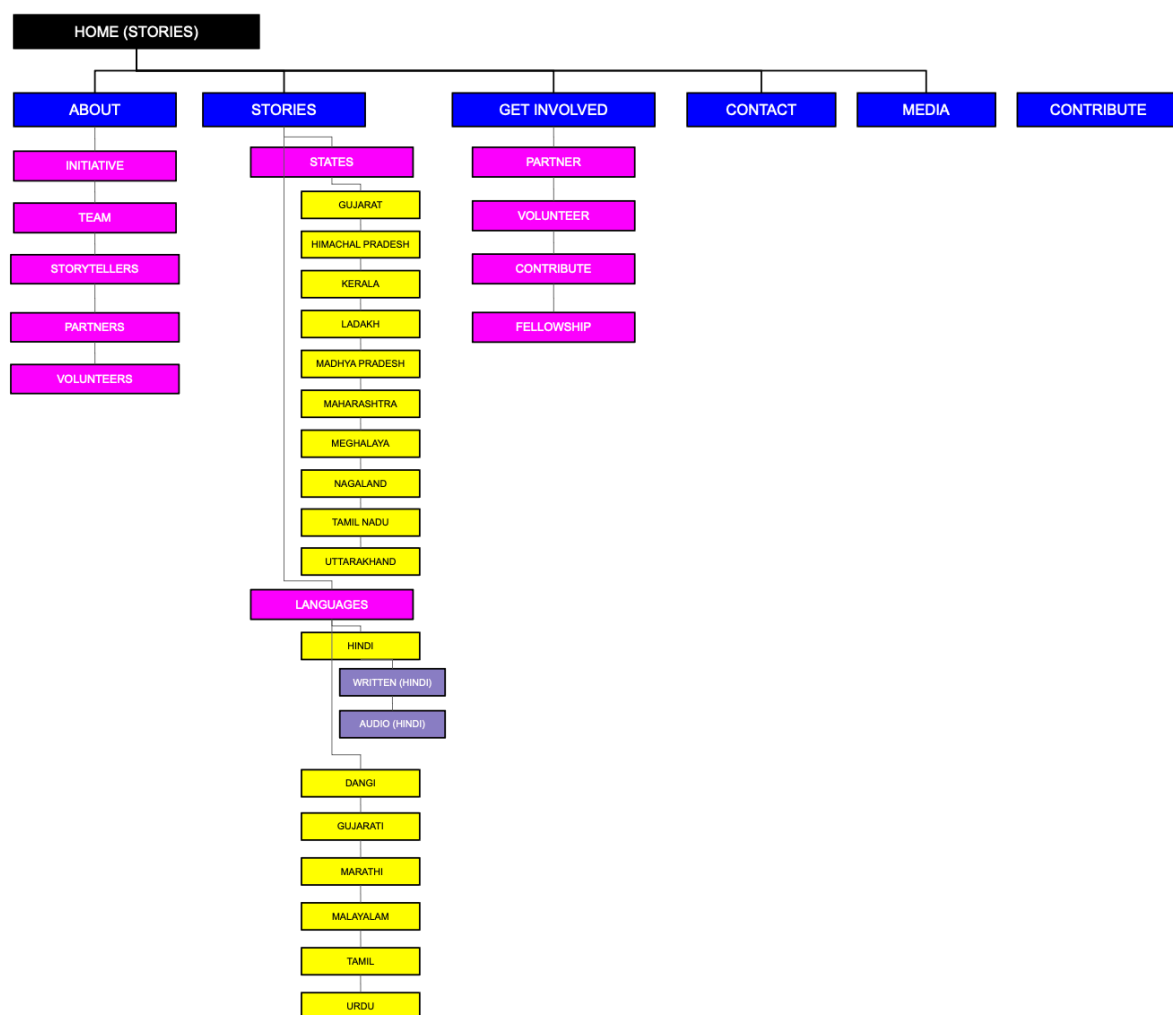 HOME (STORIES)
ABOUT
STORIES
GET INVOLVED
CONTACT
MEDIA
CONTRIBUTE
INITIATIVE
TEAM
STORYTELLERS
PARTNERS
VOLUNTEERS
STATES
GUJARAT
HIMACHAL PRADESH
KERALA
LADAKH
MADHYA PRADESH
MAHARASHTRA
MEGHALAYA
NAGALAND
TAMIL NADU
UTTARAKHAND
LANGUAGES
HINDI
WRITTEN (HINDI)
AUDIO (HINDI)
DANGI
GUJARATI
MARATHI
MALAYALAM
TAMIL
URDU
PARTNER
VOLUNTEER
CONTRIBUTE
FELLOWSHIP